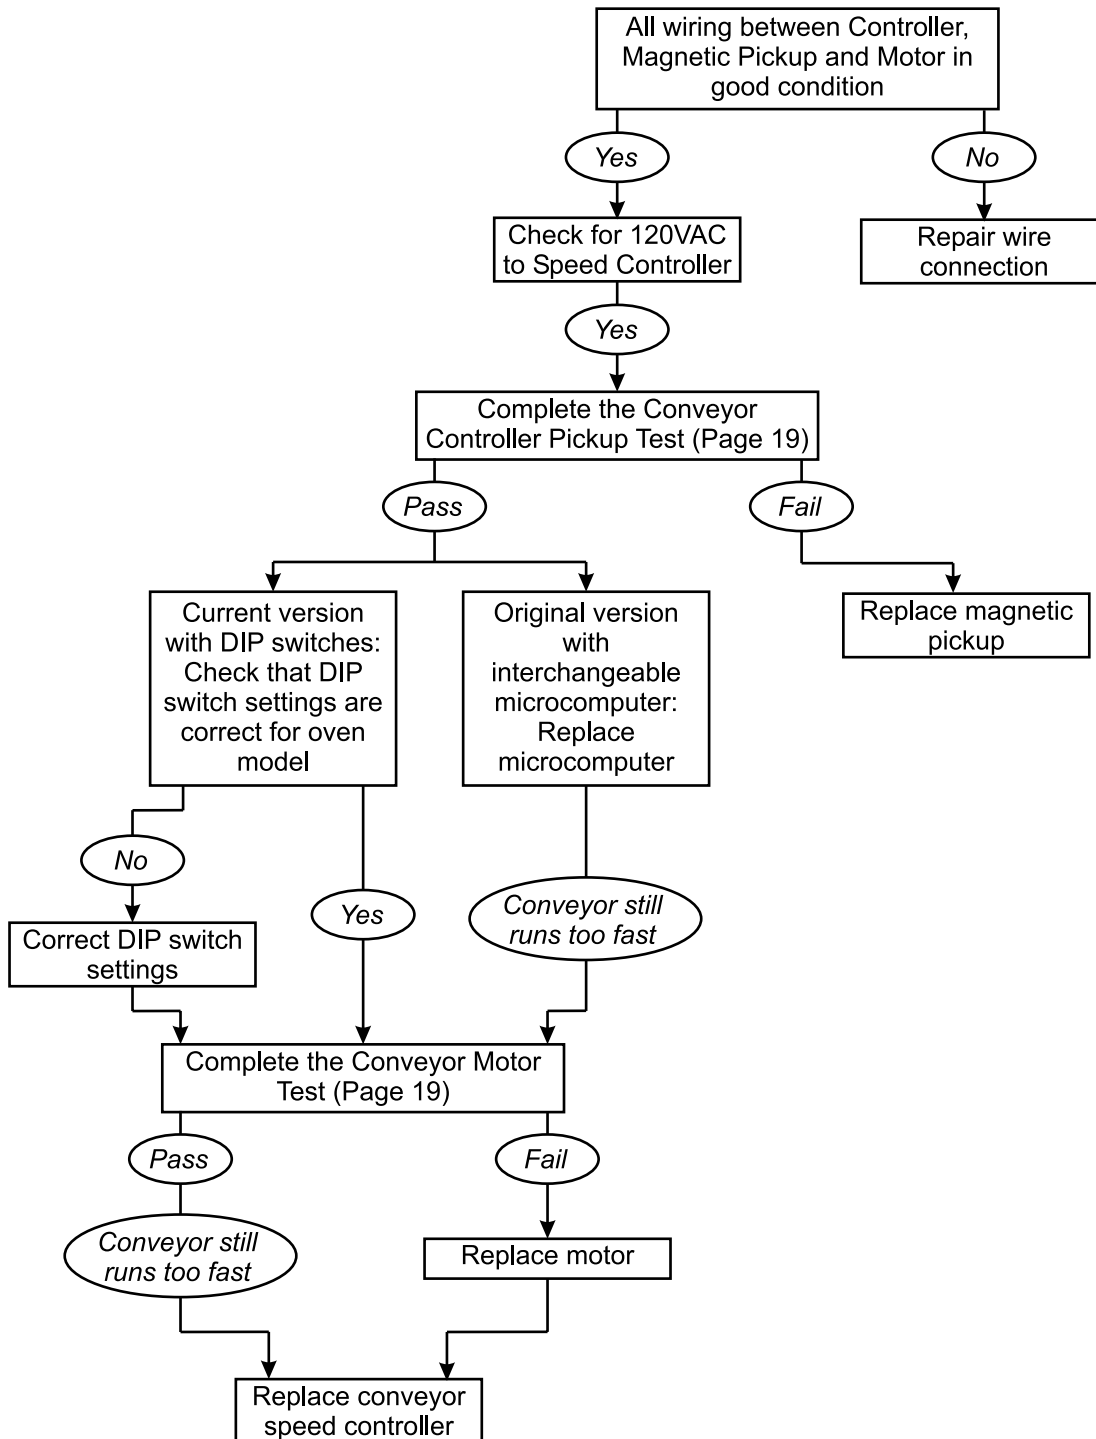 All wiring between Controller,
Magnetic Pickup and Motor in
good condition
Yes
No
Check for 120VAC
to Speed Controller
Repair wire
connection
Yes
Complete the Conveyor
Controller Pickup Test (Page 19)
Pass
Fail
Current version
with DIP switches:
Check that DIP
switch settings are
correct for oven
model
Original version
with
interchangeable
microcomputer:
Replace
microcomputer
Replace magnetic
pickup
No
Yes
Conveyor still
runs too fast
Correct DIP switch
settings
Complete the Conveyor Motor
Test (Page 19)
Pass
Fail
Conveyor still
runs too fast
Replace motor
Replace conveyor
speed controller